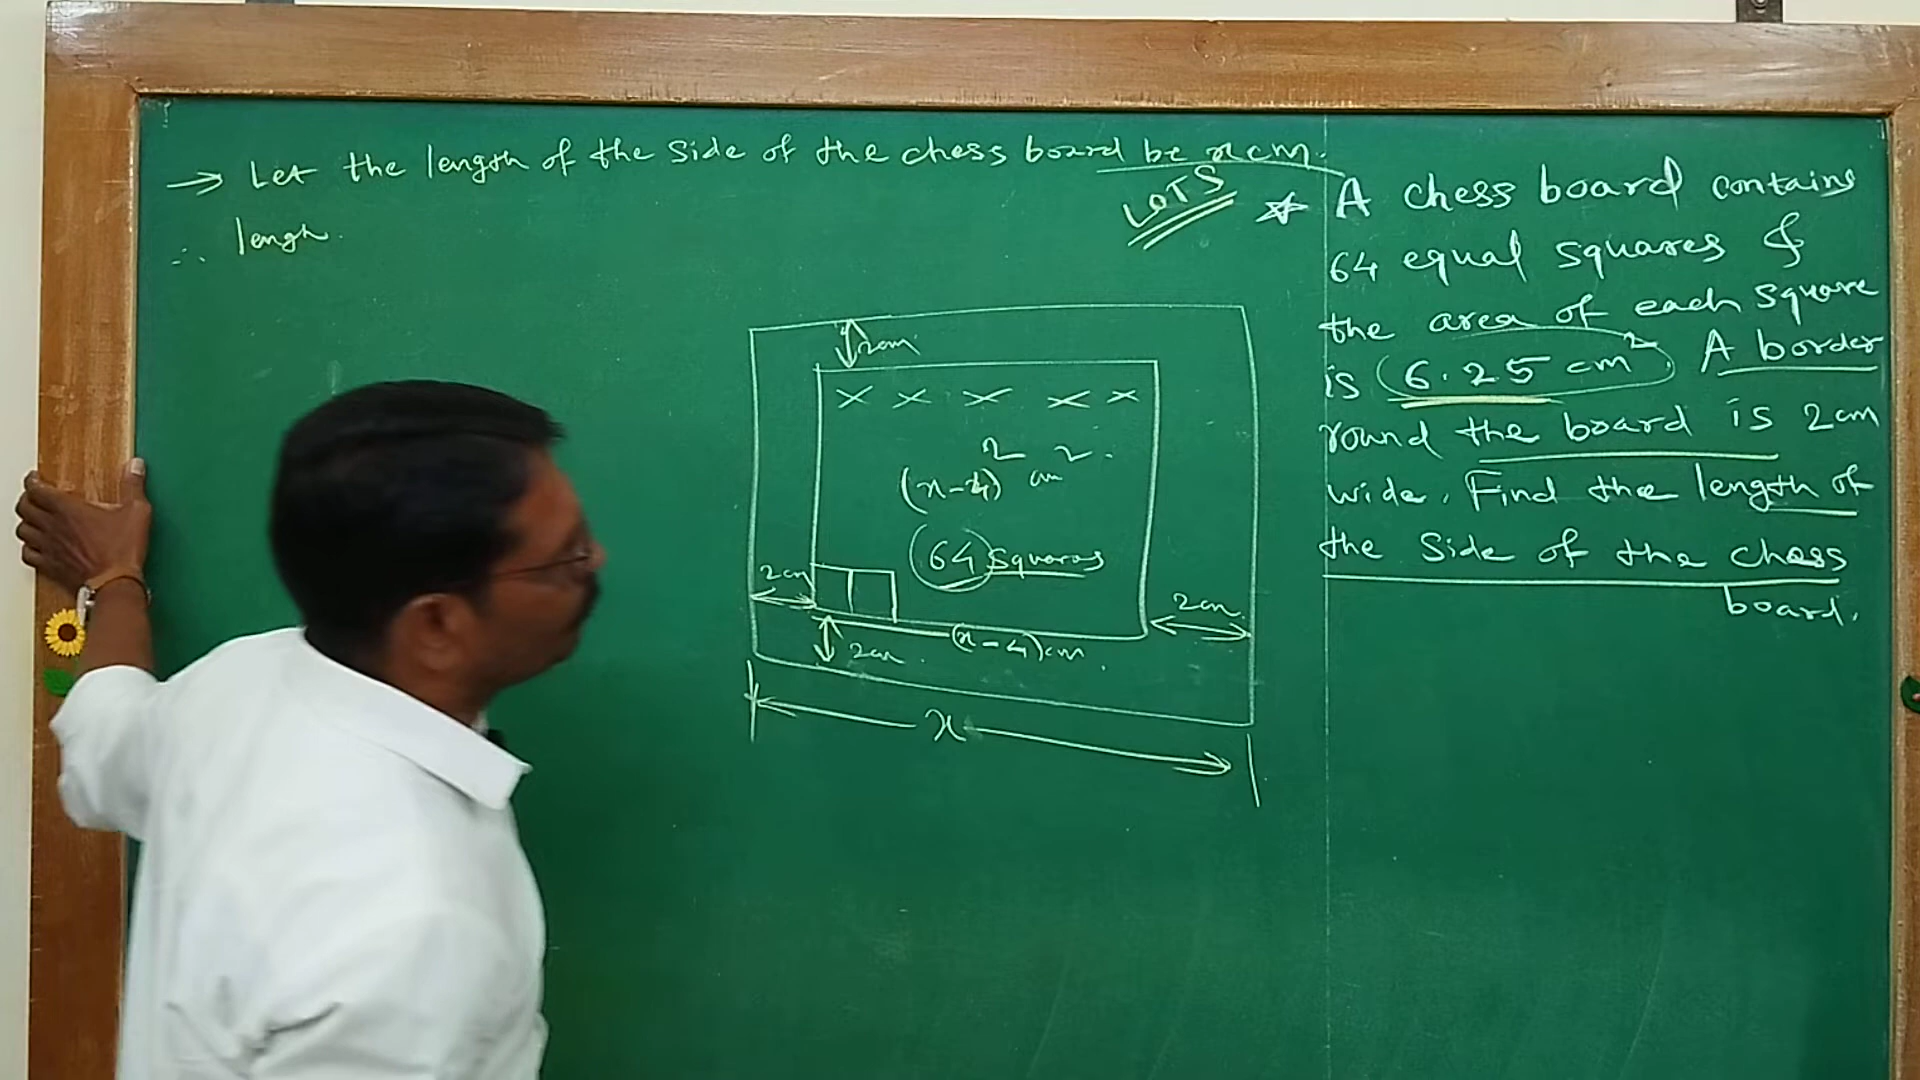 → Let the length of the side of the chess board be x cm.
∴ lengh
LOTS
☆ A chess board contains
64 equal squares &
the area of each square
is 6.25 cm². A border
round the board is 2cm
wide. Find the length of
the side of the chess
board.
2cm
x x x x x
(x-4)² cm²
64 squares
2cm
2cm
2cm
(x-4)cm
x